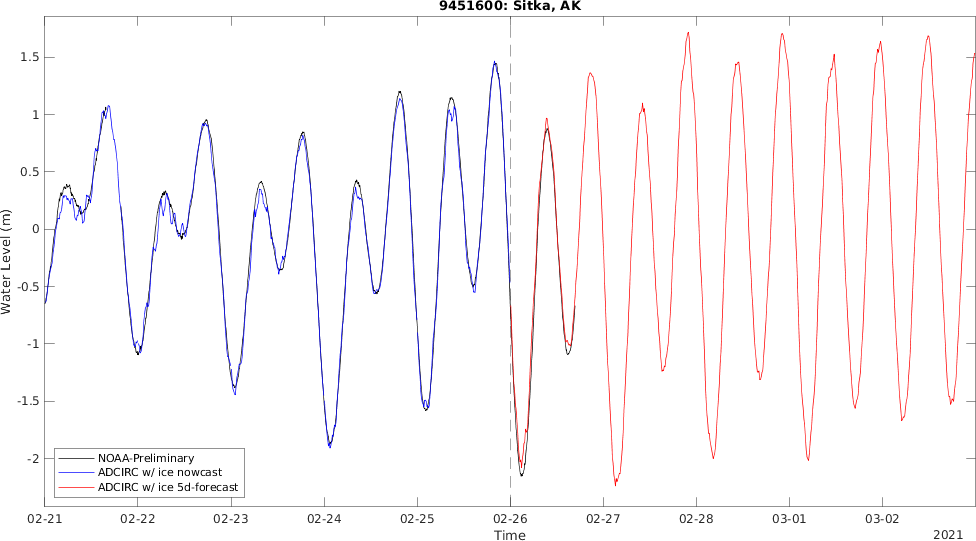 9451600: Sitka, AK
1.5
1
0.5
0
-0.5
-1
-1.5
-2
Water Level (m)
NOAA-Preliminary
ADCIRC w/ ice nowcast
ADCIRC w/ ice 5d-forecast
02-21 02-22 02-23 02-24 02-25 02-26 02-27 02-28 03-01 03-02
Time
2021